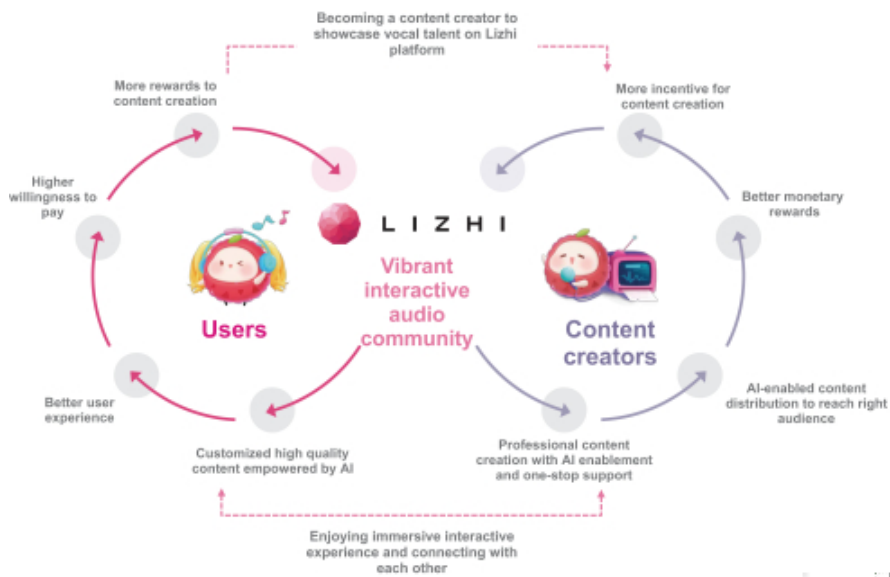 Becoming a content creator to
showcase vocal talent on Lizhi
platform
More rewards to
content creation
More incentive for
content creation
Higher
willingness to
pay
Better monetary
rewards
LIZHI
Vibrant
interactive
audio
community
Users
Content
creators
Better user
experience
AI-enabled content
distribution to reach right
audience
Customized high quality
content empowered by AI
Professional content
creation with AI enablement
and one-stop support
Enjoying immersive interactive
experience and connecting with
each other